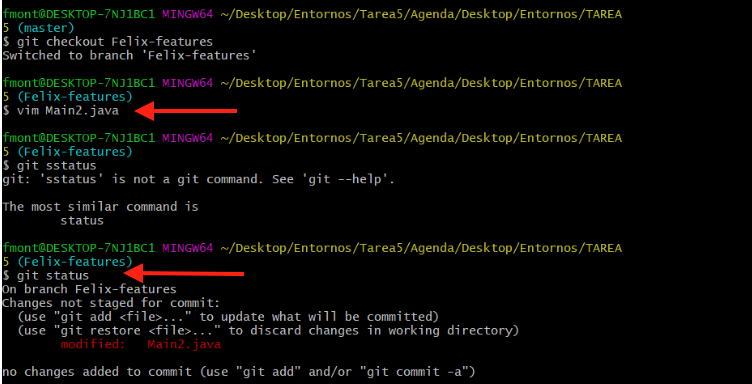 fmont@DESKTOP-7NJ1BC1 MINGW64 ~/Desktop/Entornos/Tarea5/Agenda/Desktop/Entornos/TAREA
5 (master)
$ git checkout Felix-features
Switched to branch 'Felix-features'
fmont@DESKTOP-7NJ1BC1 MINGW64 ~/Desktop/Entornos/Tarea5/Agenda/Desktop/Entornos/TAREA
5 (Felix-features)
$ vim Main2.java
fmont@DESKTOP-7NJ1BC1 MINGW64 ~/Desktop/Entornos/Tarea5/Agenda/Desktop/Entornos/TAREA
5 (Felix-features)
$ git sstatus
git: 'sstatus' is not a git command. See 'git --help'.
The most similar command is
status
fmont@DESKTOP-7NJ1BC1 MINGW64 ~/Desktop/Entornos/Tarea5/Agenda/Desktop/Entornos/TAREA
5 (Felix-features)
$ git status
On branch Felix-features
Changes not staged for commit:
(use "git add <file>..." to update what will be committed)
(use "git restore <file>..." to discard changes in working directory)
modified:   Main2.java
no changes added to commit (use "git add" and/or "git commit -a")